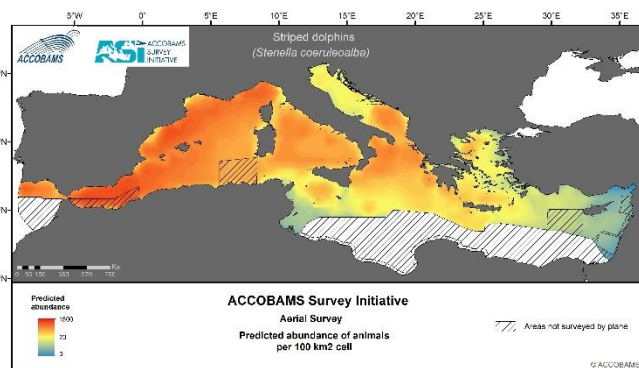 5°W 0° 5°E 10°E 15°E 20°E 25°E 30°E 35°E
ACCOBAMS
ASI
ACCOBAMS
SURVEY
INITIATIVE
Striped dolphins
(Stenella coeruleoalba)
°N
°N
°N
°N
Km
Predicted
abundance
3
ACCOBAMS Survey Initiative
Aerial Survey
Predicted abundance of animals
per 100 km2 cell
Areas not surveyed by plane
© ACCOBAMS